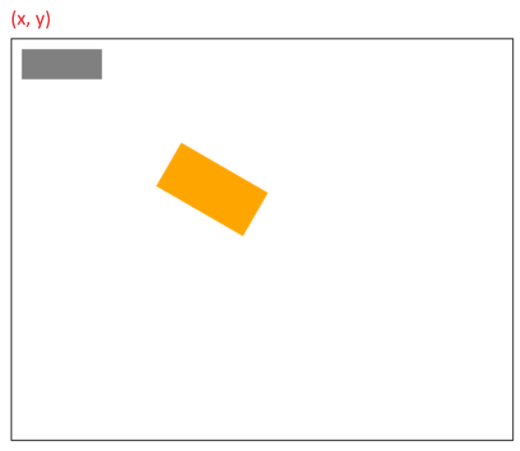 (x, y)